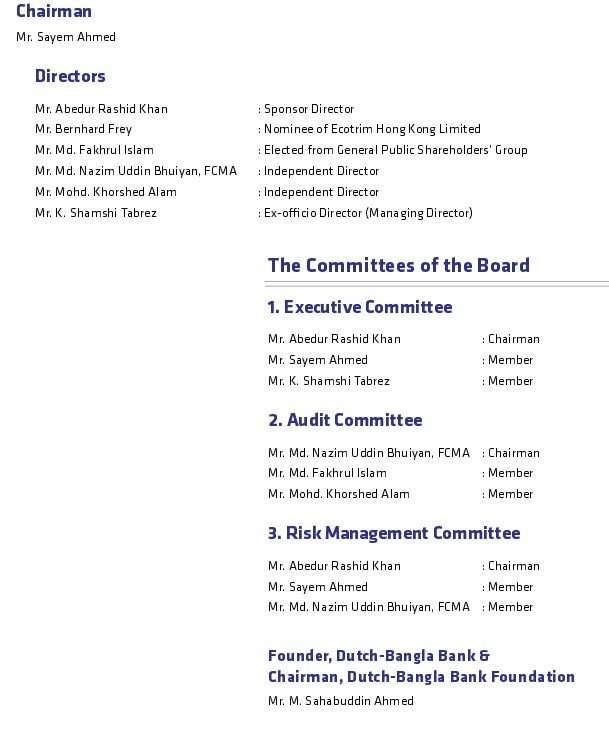 Chairman
Mr. Sayem Ahmed
Directors
Mr. Abedur Rashid Khan : Sponsor Director
Mr. Bernhard Frey : Nominee of Ecotrim Hong Kong Limited
Mr. Md. Fakhrul Islam : Elected from General Public Shareholders' Group
Mr. Md. Nazim Uddin Bhuiyan, FCMA : Independent Director
Mr. Mohd. Khorshed Alam : Independent Director
Mr. K. Shamshi Tabrez : Ex-officio Director (Managing Director)
The Committees of the Board
1. Executive Committee
Mr. Abedur Rashid Khan : Chairman
Mr. Sayem Ahmed : Member
Mr. K. Shamshi Tabrez : Member
2. Audit Committee
Mr. Md. Nazim Uddin Bhuiyan, FCMA : Chairman
Mr. Md. Fakhrul Islam : Member
Mr. Mohd. Khorshed Alam : Member
3. Risk Management Committee
Mr. Abedur Rashid Khan : Chairman
Mr. Sayem Ahmed : Member
Mr. Md. Nazim Uddin Bhuiyan, FCMA : Member
Founder, Dutch-Bangla Bank &
Chairman, Dutch-Bangla Bank Foundation
Mr. M. Sahabuddin Ahmed